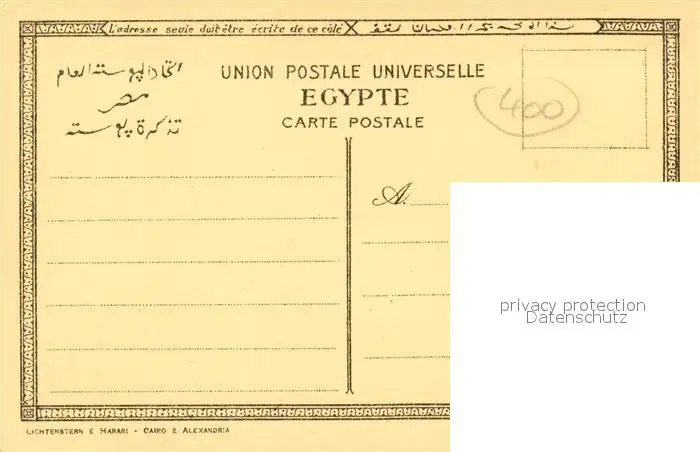 L'adresse seule doit être écrite de ce côté
اتحاد البوستة العام
مصر
تذكرة بوستة
UNION POSTALE UNIVERSELLE
EGYPTE
CARTE POSTALE
400
A.
privacy protection
Datenschutz
LICHTENSTERN E HARARI - CAIRO E ALEXANDRIA